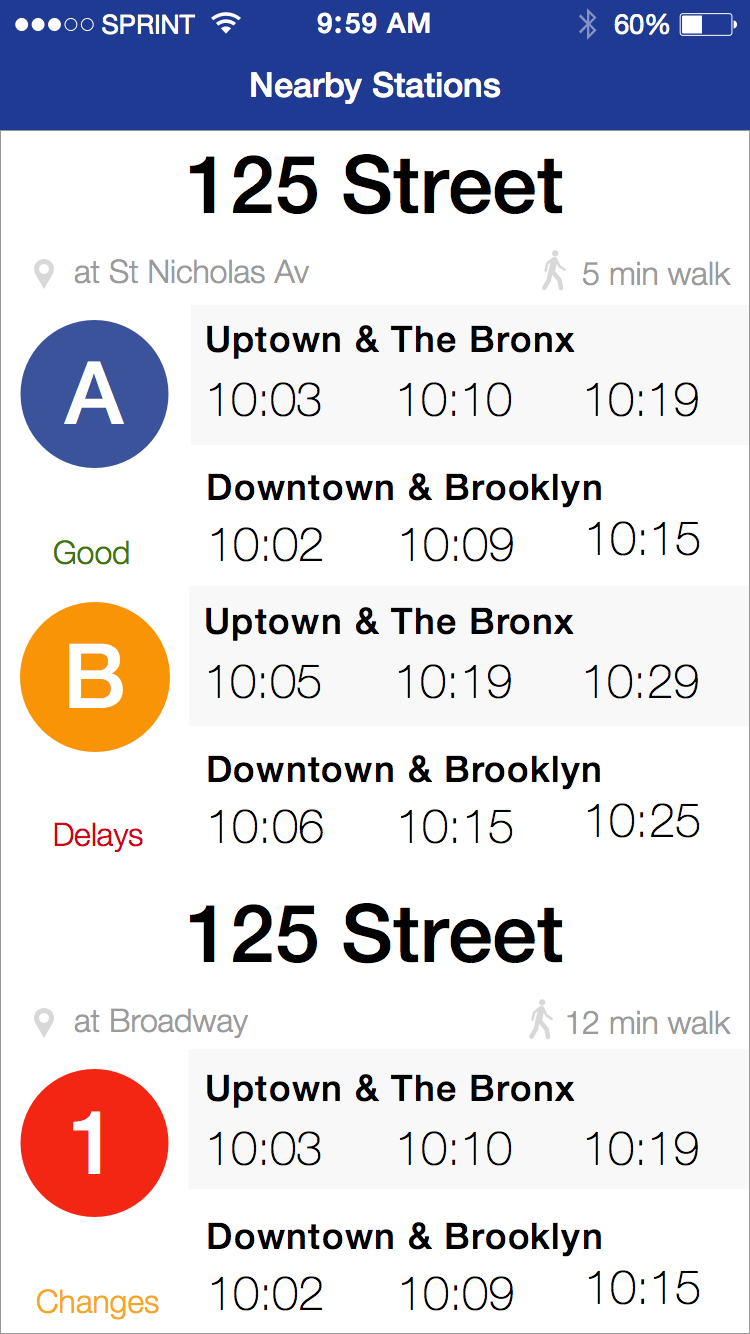 SPRINT 9:59 AM 60%
Nearby Stations
125 Street
at St Nicholas Av 5 min walk
A
Uptown & The Bronx
10:03 10:10 10:19
Downtown & Brooklyn
Good
10:02 10:09 10:15
B
Uptown & The Bronx
10:05 10:19 10:29
Downtown & Brooklyn
Delays
10:06 10:15 10:25
125 Street
at Broadway 12 min walk
1
Uptown & The Bronx
10:03 10:10 10:19
Downtown & Brooklyn
Changes
10:02 10:09 10:15